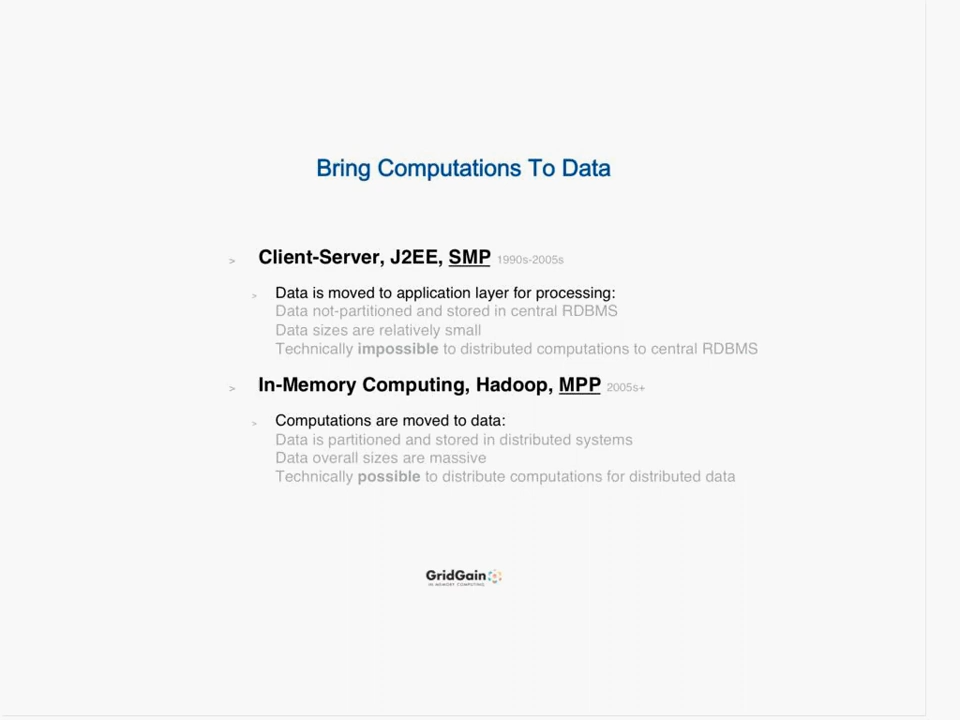 Bring Computations To Data
> Client-Server, J2EE, SMP 1990s-2005s
> Data is moved to application layer for processing:
Data not-partitioned and stored in central RDBMS
Data sizes are relatively small
Technically impossible to distributed computations to central RDBMS
> In-Memory Computing, Hadoop, MPP 2005s+
> Computations are moved to data:
Data is partitioned and stored in distributed systems
Data overall sizes are massive
Technically possible to distribute computations for distributed data
GridGain
IN MEMORY COMPUTING